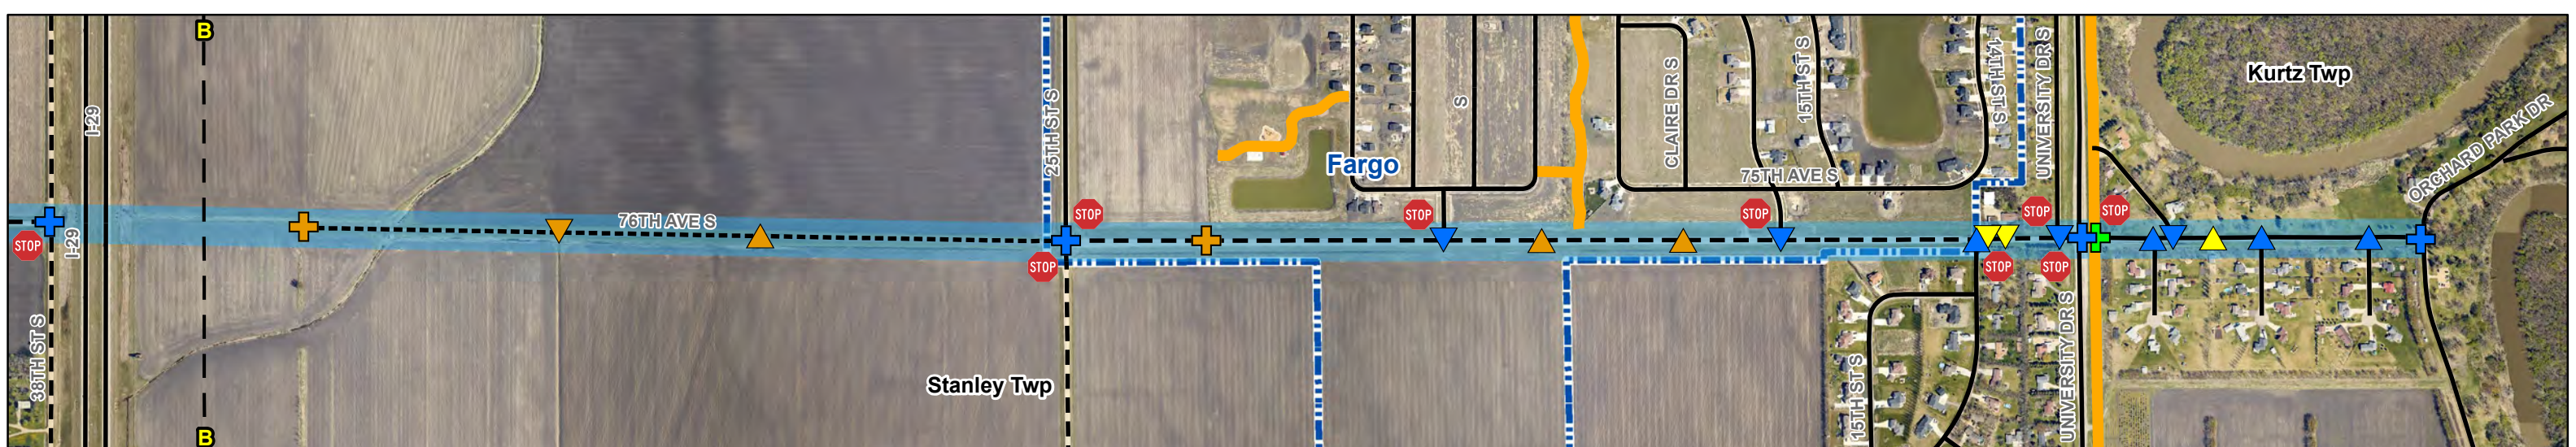 B
I-29
25TH ST S
S
CLAIRE DR S
15TH ST S
14TH ST S
UNIVERSITY DR S
Kurtz Twp
ORCHARD PARK DR
Fargo
75TH AVE S
STOP
STOP
STOP
STOP
STOP
76TH AVE S
STOP
I-29
STOP
STOP
STOP
38TH ST S
Stanley Twp
15TH ST S
UNIVERSITY DR S
B